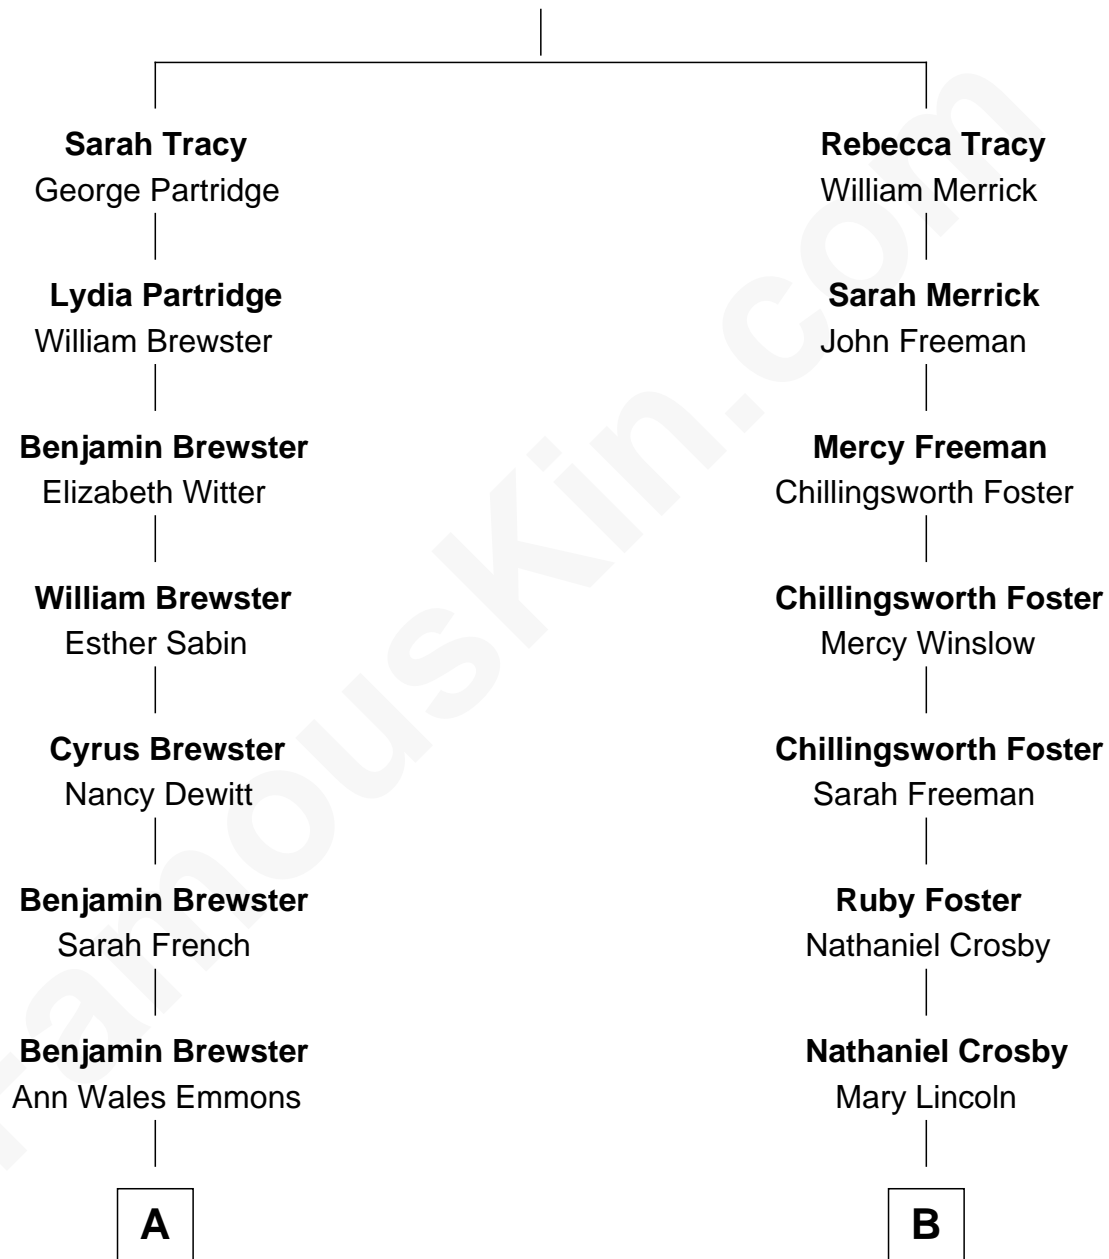 Sarah Tracy
George Partridge
Lydia Partridge
William Brewster
Benjamin Brewster
Elizabeth Witter
William Brewster
Esther Sabin
Cyrus Brewster
Nancy Dewitt
Benjamin Brewster
Sarah French
Benjamin Brewster
Ann Wales Emmons
A
Rebecca Tracy
William Merrick
Sarah Merrick
John Freeman
Mercy Freeman
Chillingsworth Foster
Chillingsworth Foster
Mercy Winslow
Chillingsworth Foster
Sarah Freeman
Ruby Foster
Nathaniel Crosby
Nathaniel Crosby
Mary Lincoln
B
FamousKin.com